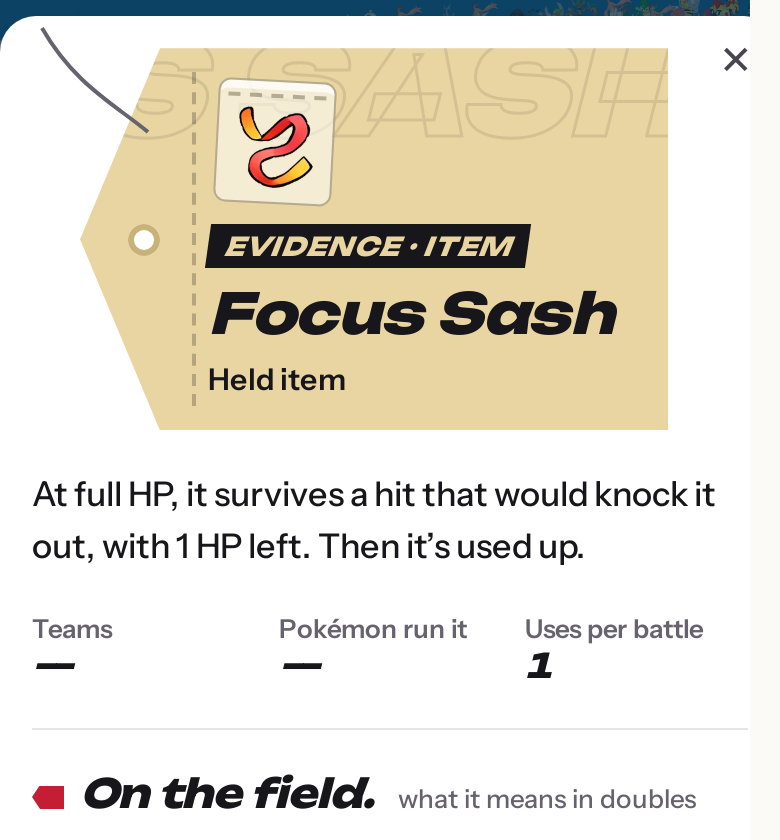 S SASH
EVIDENCE · ITEM
Focus Sash
Held item
At full HP, it survives a hit that would knock it
out, with 1 HP left. Then it’s used up.
Teams
Pokémon run it
Uses per battle
—
—
1
On the field. what it means in doubles